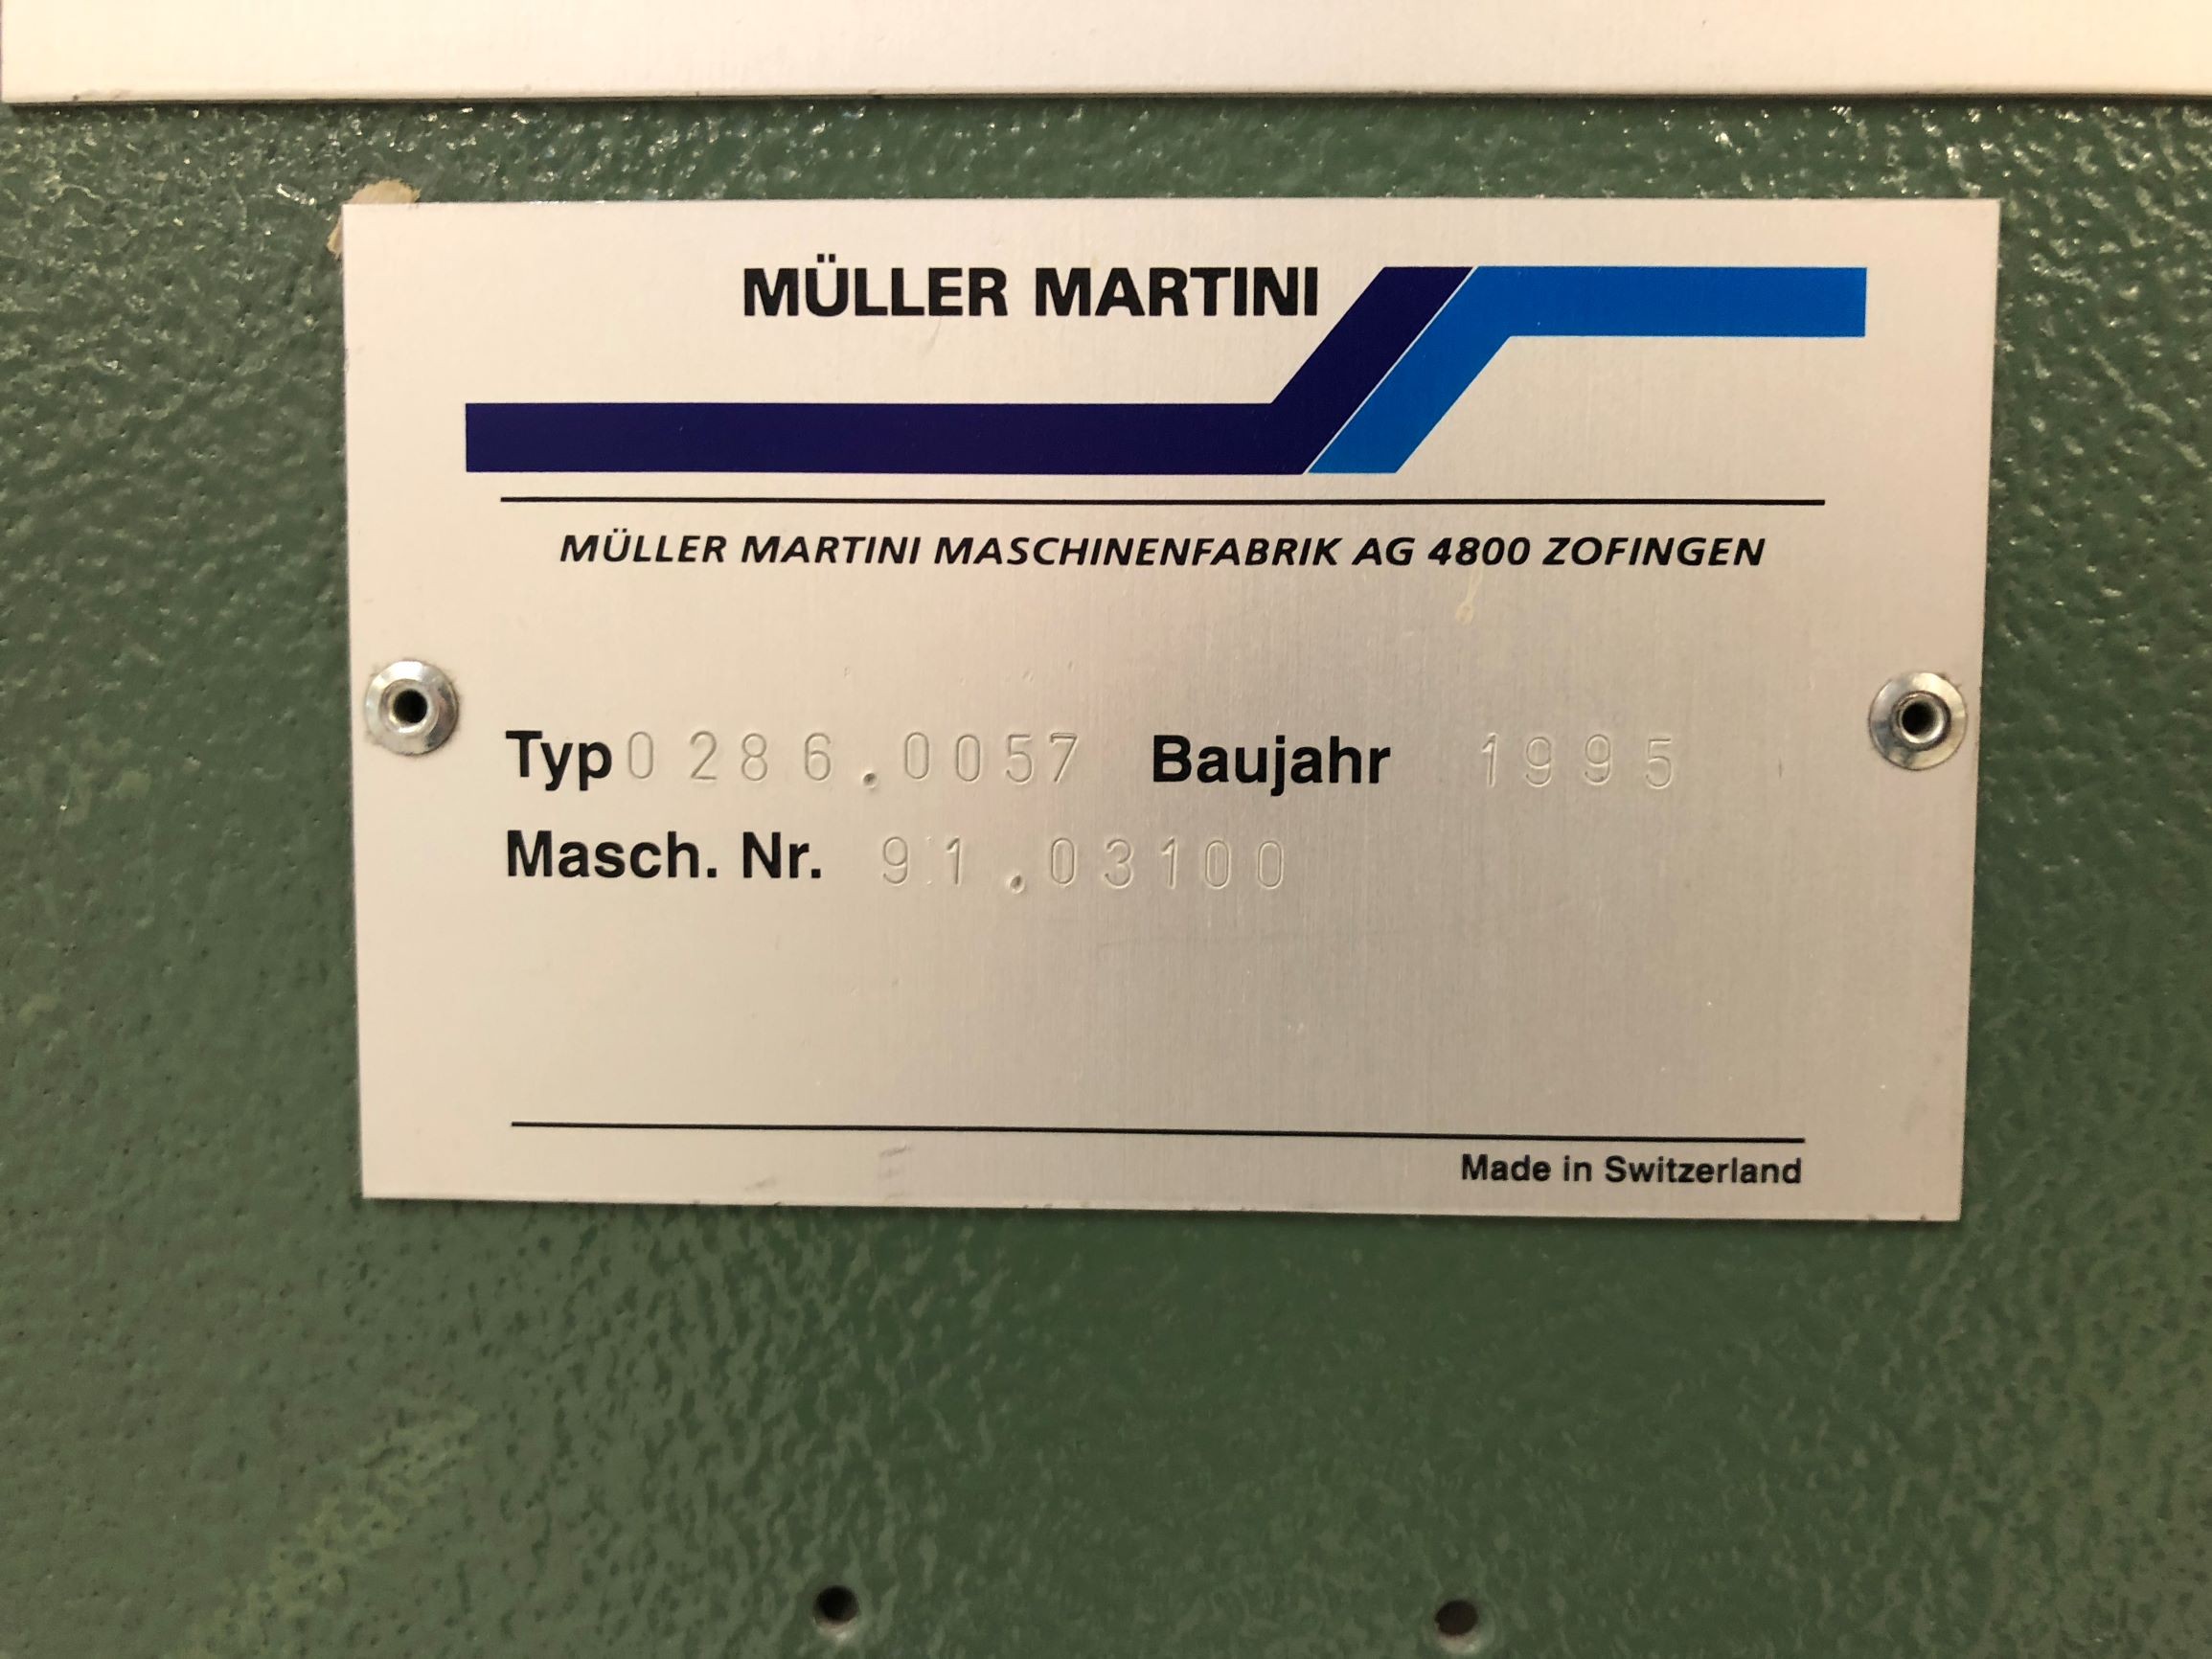 MÜLLER MARTINI
MÜLLER MARTINI MASCHINENFABRIK AG 4800 ZOFINGEN
Typ 0286.0057 Baujahr 1995
Masch. Nr. 91.03100
Made in Switzerland